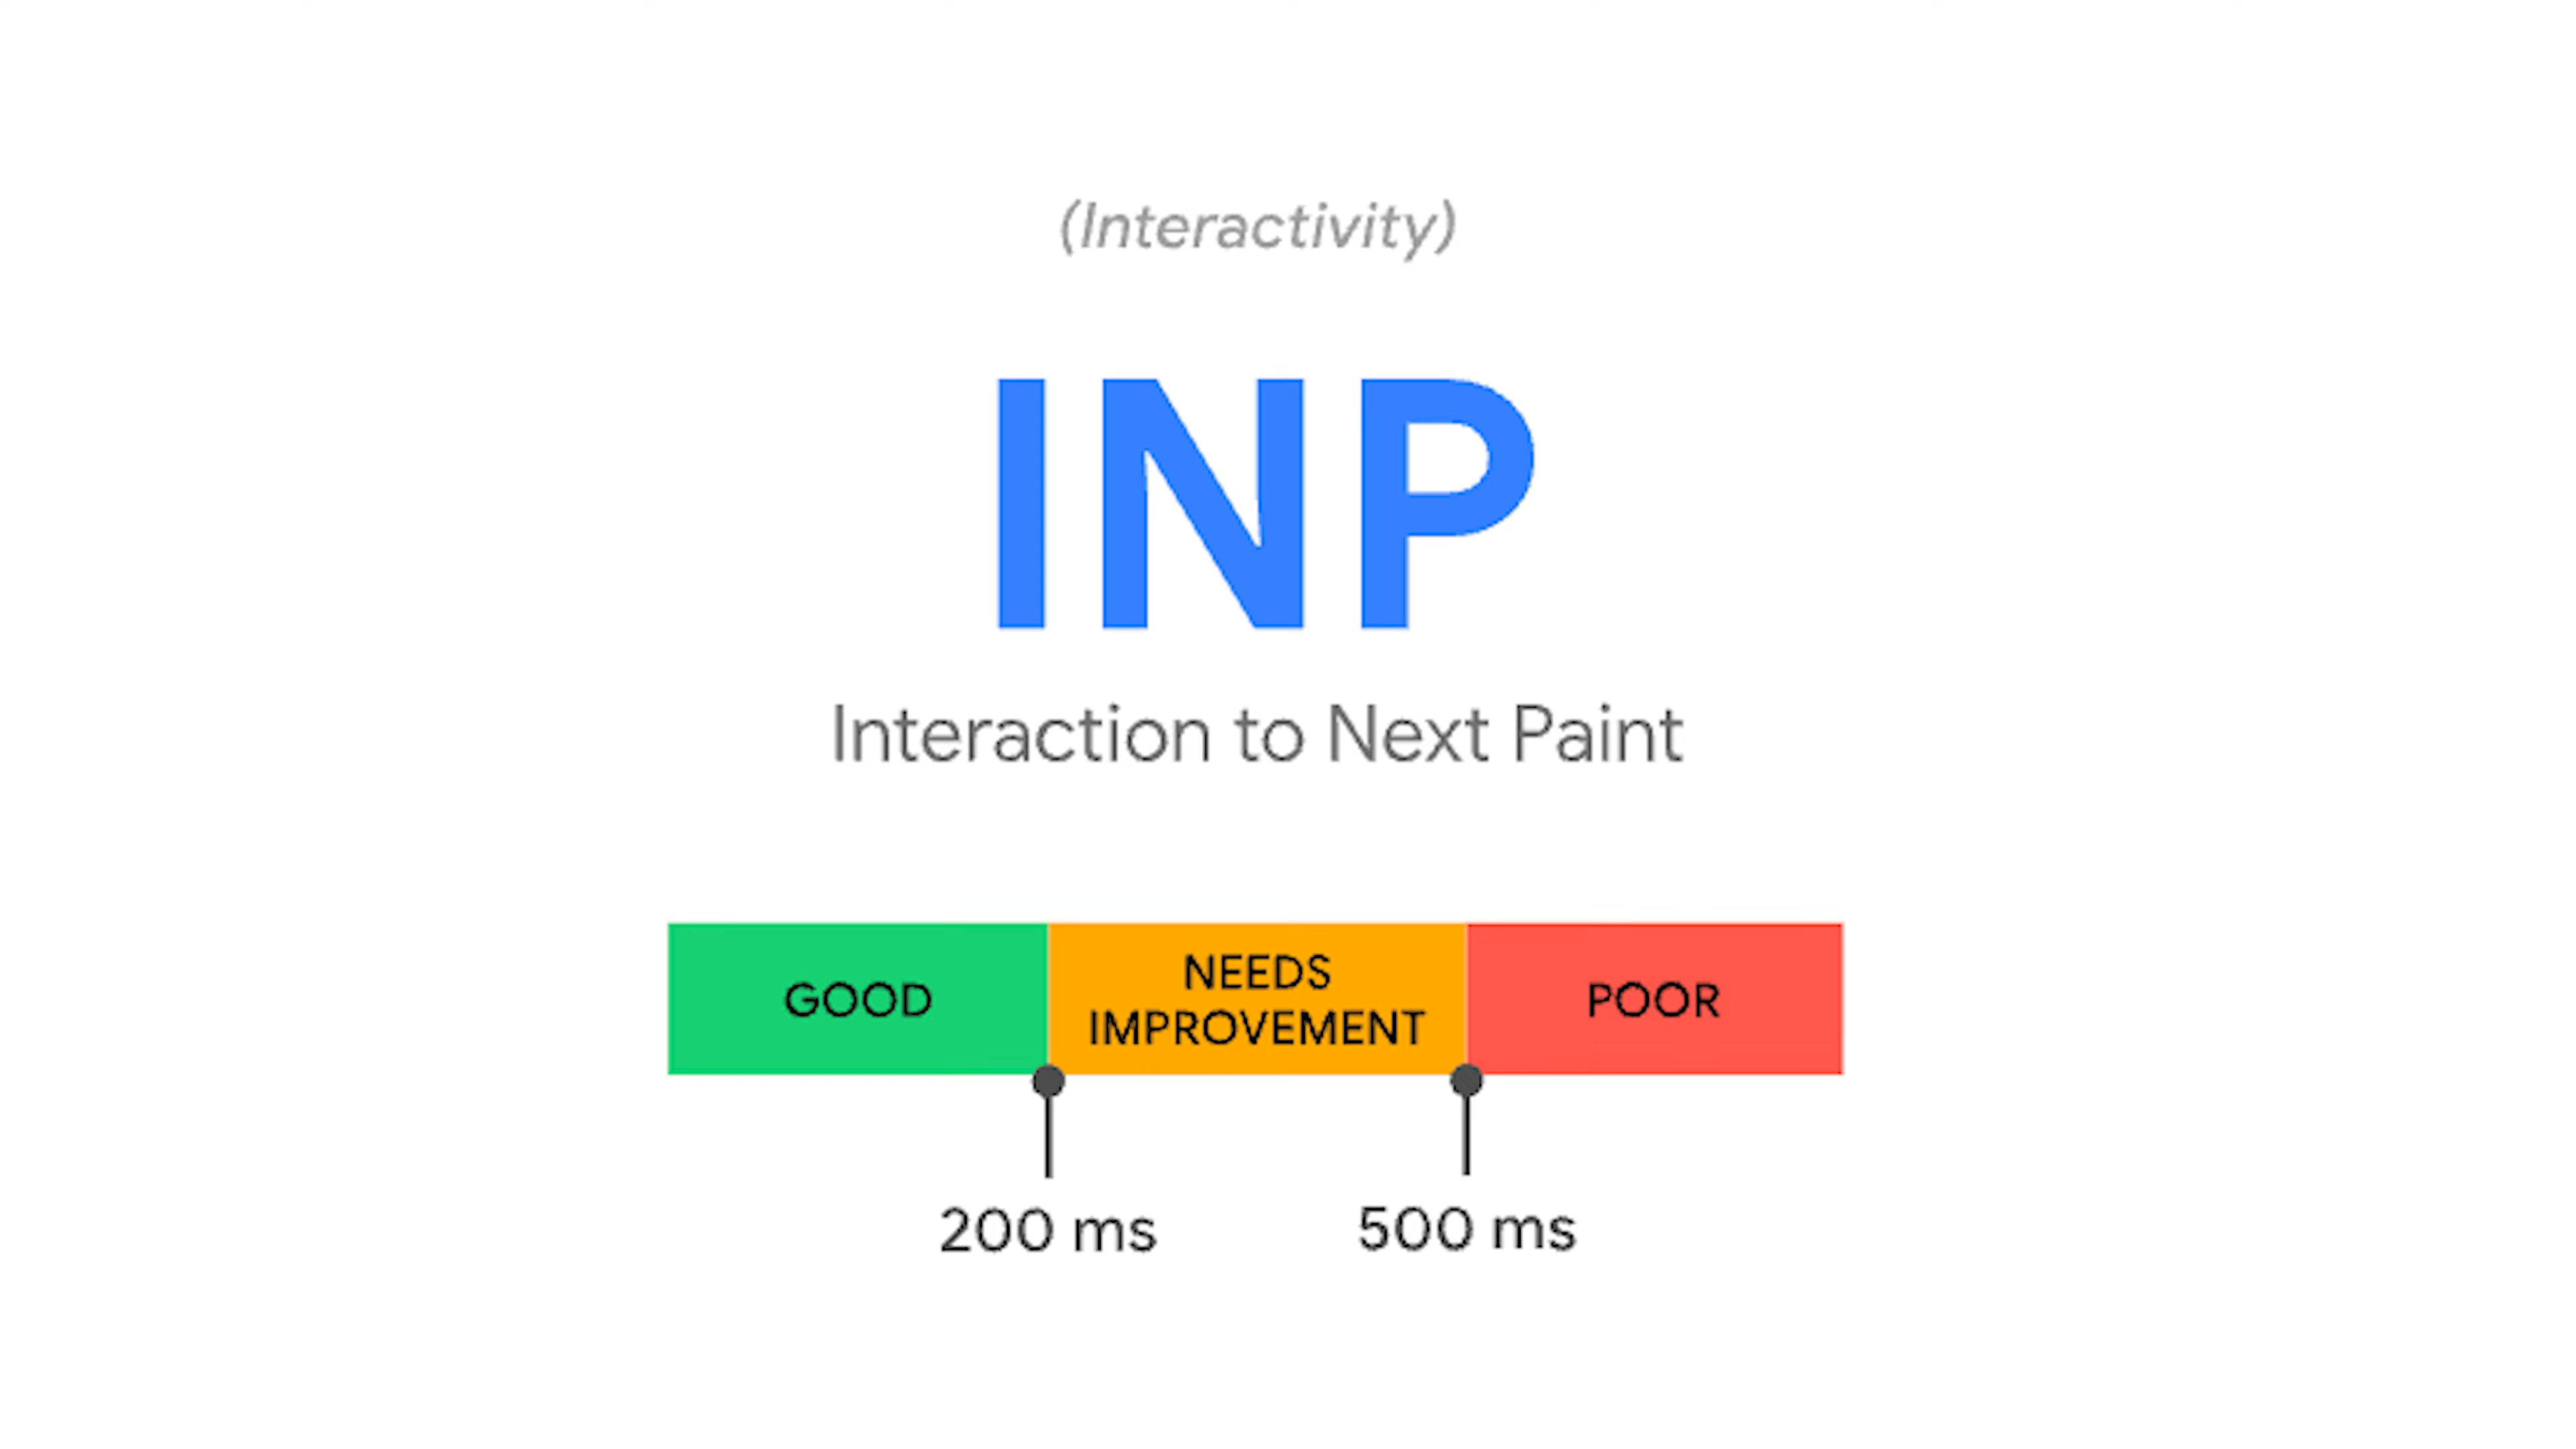 (Interactivity)
INP
Interaction to Next Paint
GOOD
NEEDS
IMPROVEMENT
POOR
200 ms
500 ms